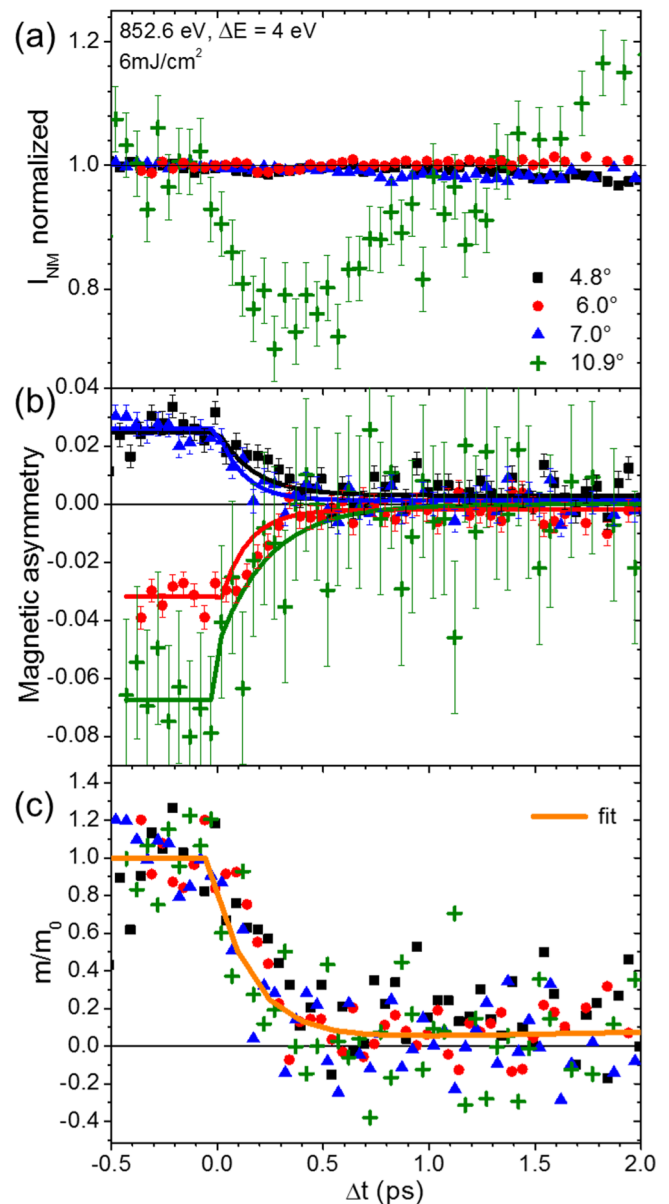 (a)
852.6 eV, ΔE = 4 eV
6mJ/cm²
1.2
1.0
0.8
I_NM normalized
4.8°
6.0°
7.0°
10.9°
(b)
0.04
0.02
0.00
-0.02
-0.04
-0.06
-0.08
Magnetic asymmetry
(c)
1.4
1.2
1.0
0.8
0.6
0.4
0.2
0.0
-0.2
-0.4
m/m₀
fit
-0.5 0.0 0.5 1.0 1.5 2.0
Δt (ps)